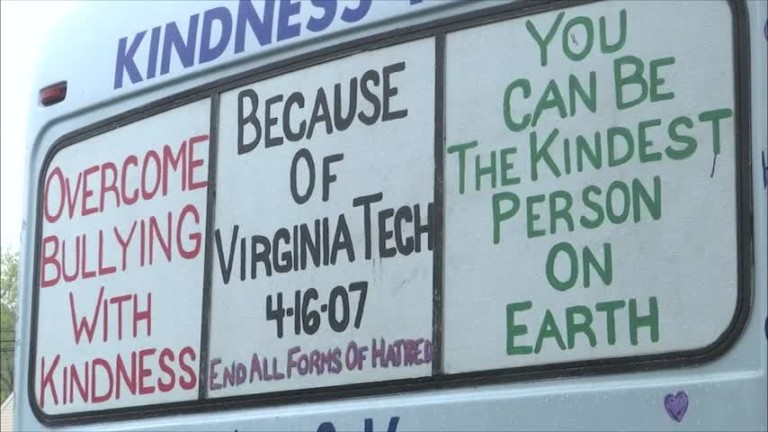 KINDNESS
OVERCOME
BULLYING
WITH
KINDNESS
BECAUSE
OF
VIRGINIA TECH
4-16-07
END ALL FORMS OF HATRED
YOU
CAN BE
THE KINDEST
PERSON
ON
EARTH